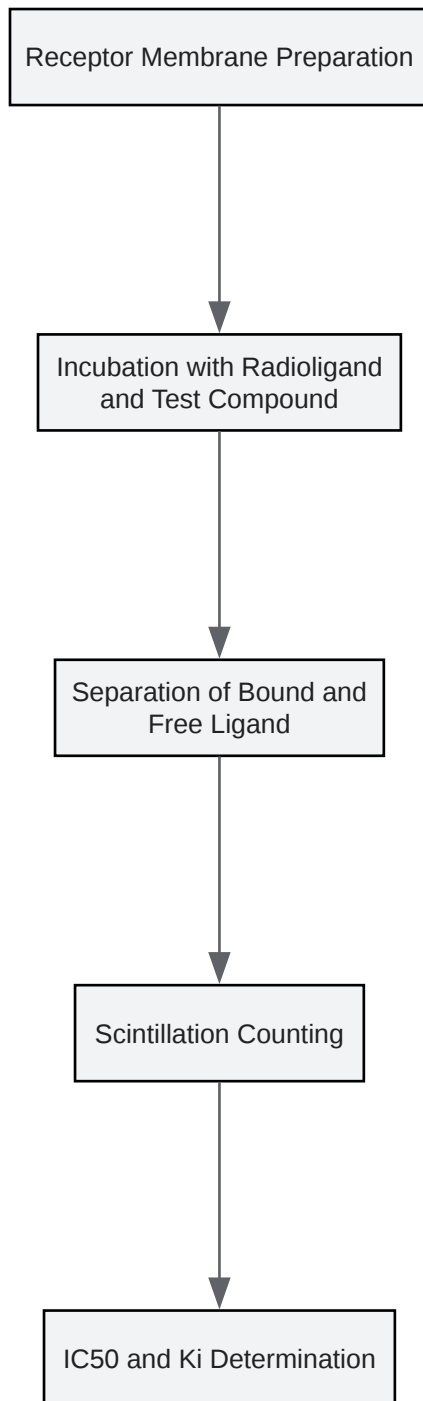 Receptor Membrane Preparation
Incubation with Radioligand
and Test Compound
Separation of Bound and
Free Ligand
Scintillation Counting
IC50 and Ki Determination